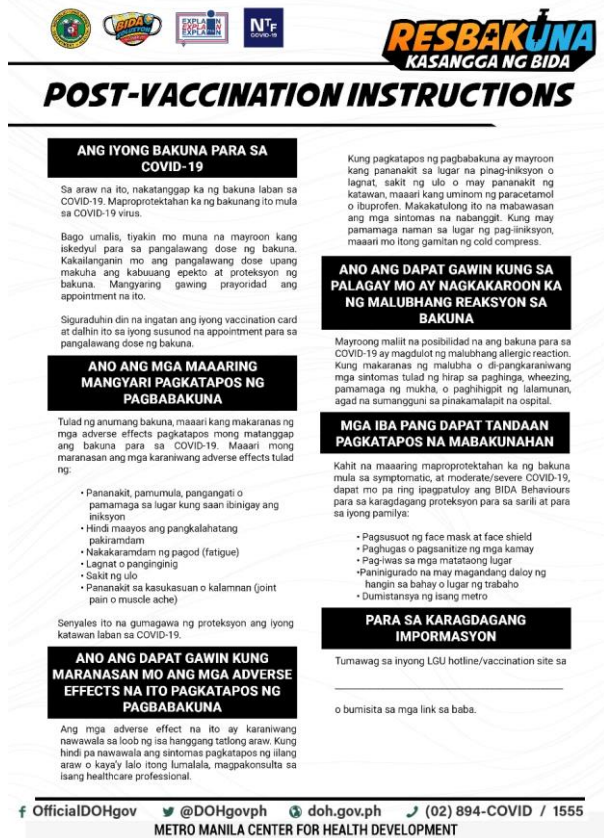 BIDA SOLUSYON
EXPLAIN
EXPLAIN
EXPLAIN
NTF
COVID-19
RESBAKUNA
KASANGGA NG BIDA
POST-VACCINATION INSTRUCTIONS
ANG IYONG BAKUNA PARA SA
COVID-19
Sa araw na ito, nakatanggap ka ng bakuna laban sa
COVID-19. Maproprotektahan ka ng bakunang ito mula
sa COVID-19 virus.
Bago umalis, tiyakin mo muna na mayroon kang
iskedyul para sa pangalawang dose ng bakuna.
Kakailanganin mo ang pangalawang dose upang
makuha ang kabuuang epekto at proteksyon ng
bakuna. Mangyaring gawing prayoridad ang
appointment na ito.
Siguraduhin din na ingatan ang iyong vaccination card
at dalhin ito sa iyong susunod na appointment para sa
pangalawang dose ng bakuna.
ANO ANG MGA MAAARING
MANGYARI PAGKATAPOS NG
PAGBABAKUNA
Tulad ng anumang bakuna, maaari kang makaranas ng
mga adverse effects pagkatapos mong matanggap
ang bakuna para sa COVID-19. Maaari mong
maranasan ang mga karaniwang adverse effects tulad
ng:
• Pananakit, pamumula, pangangati o
pamamaga sa lugar kung saan ibinigay ang
iniksyon
• Hindi maayos ang pangkalahatang
pakiramdam
• Nakakaramdam ng pagod (fatigue)
• Lagnat o panginginig
• Sakit ng ulo
• Pananakit sa kasukasuan o kalamnan (joint
pain o muscle ache)
Senyales ito na gumagawa ng proteksyon ang iyong
katawan laban sa COVID-19.
ANO ANG DAPAT GAWIN KUNG
MARANASAN MO ANG MGA ADVERSE
EFFECTS NA ITO PAGKATAPOS NG
PAGBABAKUNA
Ang mga adverse effect na ito ay karaniwang
nawawala sa loob ng isa hanggang tatlong araw. Kung
hindi pa nawawala ang sintomas pagkatapos ng iilang
araw o kaya'y lalo itong lumalala, magpakonsulta sa
isang healthcare professional.
Kung pagkatapos ng pagbabakuna ay mayroon
kang pananakit sa lugar na pinag-iniksyon o
lagnat, sakit ng ulo o may pananakit ng
katawan, maaari kang uminom ng paracetamol
o ibuprofen. Makakatulong ito na mabawasan
ang mga sintomas na nabanggit. Kung may
pamamaga naman sa lugar ng pag-iiniksyon,
maaari mo itong gamitan ng cold compress.
ANO ANG DAPAT GAWIN KUNG SA
PALAGAY MO AY NAGKAKAROON KA
NG MALUBHANG REAKSYON SA
BAKUNA
Mayroong maliit na posibilidad na ang bakuna para sa
COVID-19 ay magdulot ng malubhang allergic reaction.
Kung makaranas ng malubha o di-pangkaraniwang
mga sintomas tulad ng hirap sa paghinga, wheezing,
pamamaga ng mukha, o paghihigpit ng lalamunan,
agad na sumangguni sa pinakamalapit na ospital.
MGA IBA PANG DAPAT TANDAAN
PAGKATAPOS NA MABAKUNAHAN
Kahit na maaaring maproprotektahan ka ng bakuna
mula sa symptomatic, at moderate/severe COVID-19,
dapat mo pa ring ipagpatuloy ang BIDA Behaviours
para sa karagdagang proteksyon para sa sarili at para
sa iyong pamilya:
• Pagsusuot ng face mask at face shield
• Paghugas o pagsanitize ng mga kamay
• Pag-iwas sa mga matataong lugar
•Paninigurado na may magandang daloy ng
hangin sa bahay o lugar ng trabaho
• Dumistansya ng isang metro
PARA SA KARAGDAGANG
IMPORMASYON
Tumawag sa inyong LGU hotline/vaccination site sa
o bumisita sa mga link sa baba.
OfficialDOHgov @DOHgovph doh.gov.ph (02) 894-COVID / 1555
METRO MANILA CENTER FOR HEALTH DEVELOPMENT